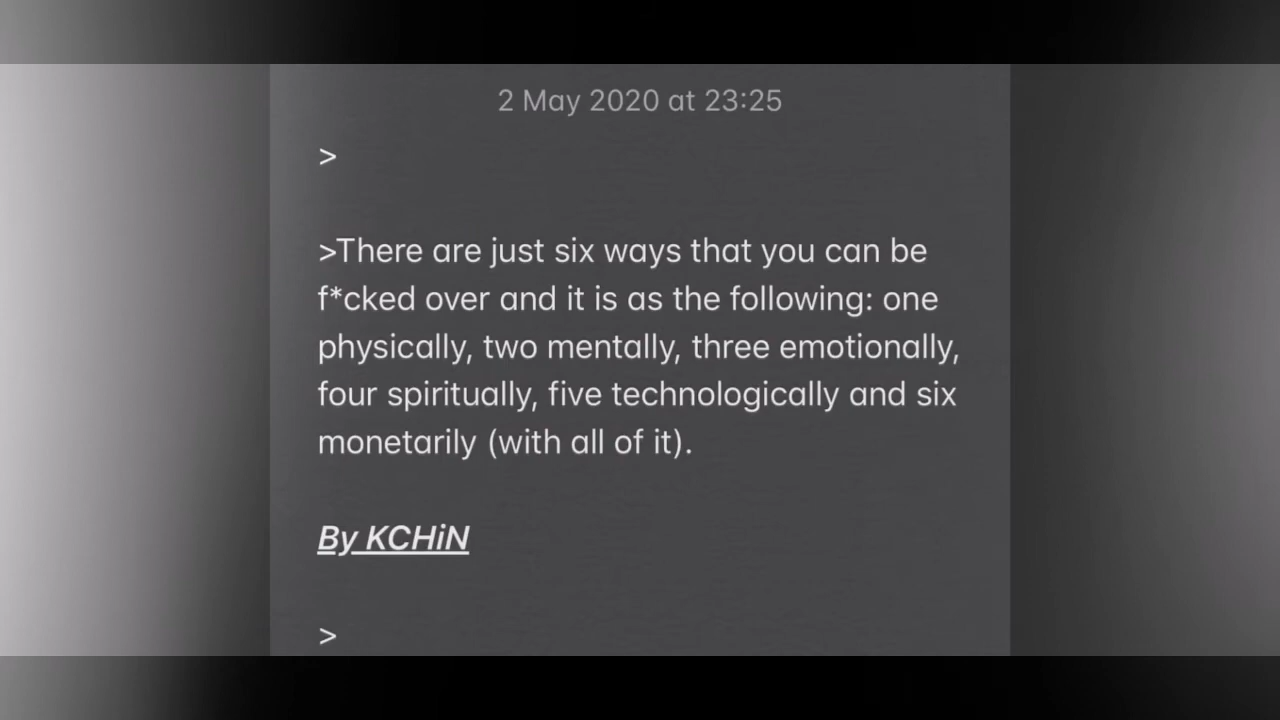 2 May 2020 at 23:25
>
>There are just six ways that you can be
f*cked over and it is as the following: one
physically, two mentally, three emotionally,
four spiritually, five technologically and six
monetarily (with all of it).
By KCHiN
>